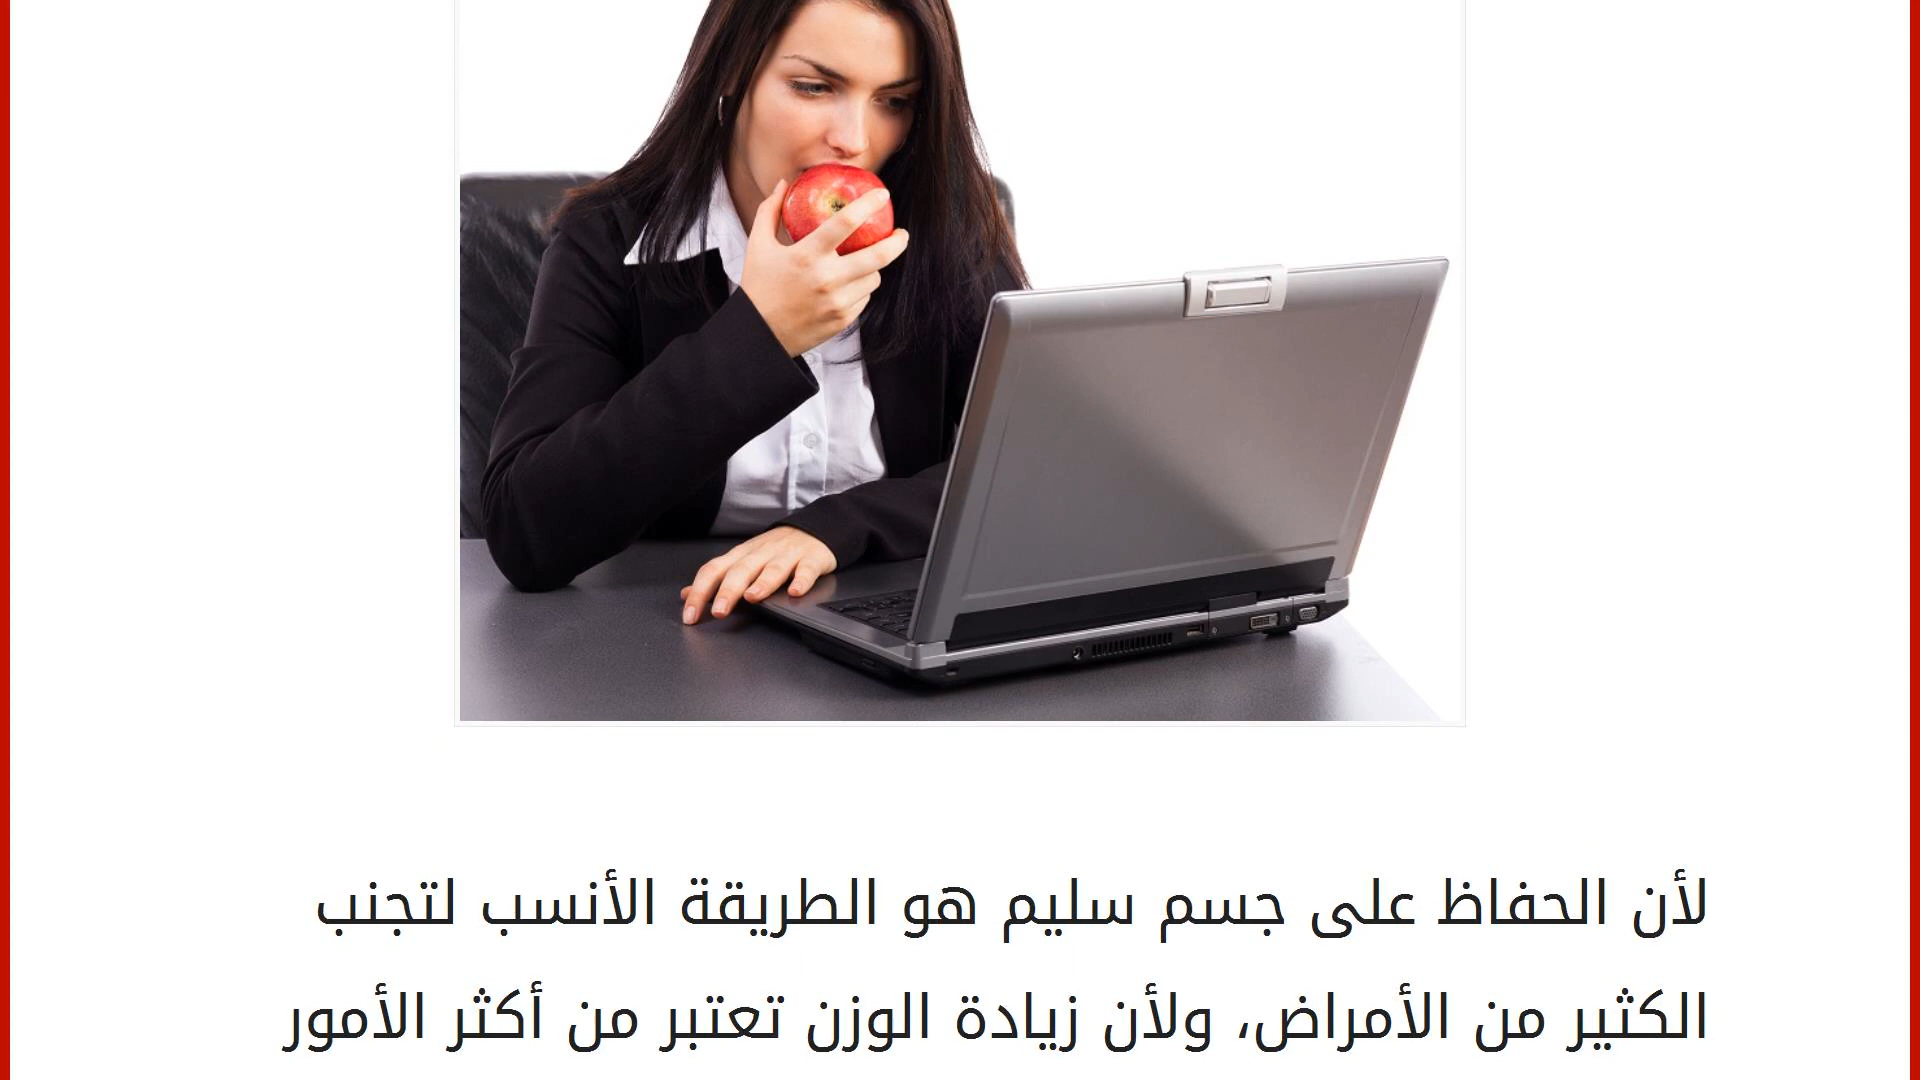 لأن الحفاظ على جسم سليم هو الطريقة الأنسب لتجنب
الكثير من الأمراض، ولأن زيادة الوزن تعتبر من أكثر الأمور